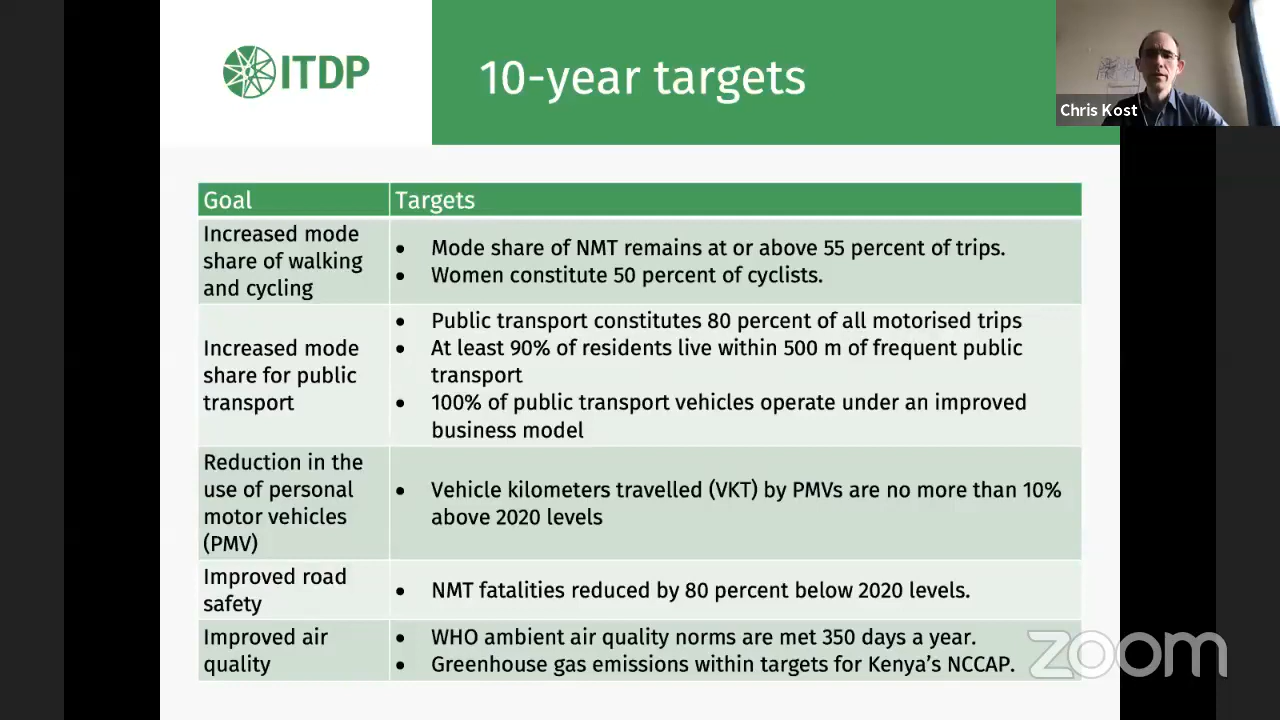 ITDP
10-year targets
Chris Kost
Goal
Targets
Increased mode
share of walking
and cycling
• Mode share of NMT remains at or above 55 percent of trips.
• Women constitute 50 percent of cyclists.
Increased mode
share for public
transport
• Public transport constitutes 80 percent of all motorised trips
• At least 90% of residents live within 500 m of frequent public
transport
• 100% of public transport vehicles operate under an improved
business model
Reduction in the
use of personal
motor vehicles
(PMV)
• Vehicle kilometers travelled (VKT) by PMVs are no more than 10%
above 2020 levels
Improved road
safety
• NMT fatalities reduced by 80 percent below 2020 levels.
Improved air
quality
• WHO ambient air quality norms are met 350 days a year.
• Greenhouse gas emissions within targets for Kenya’s NCCAP.
zoom